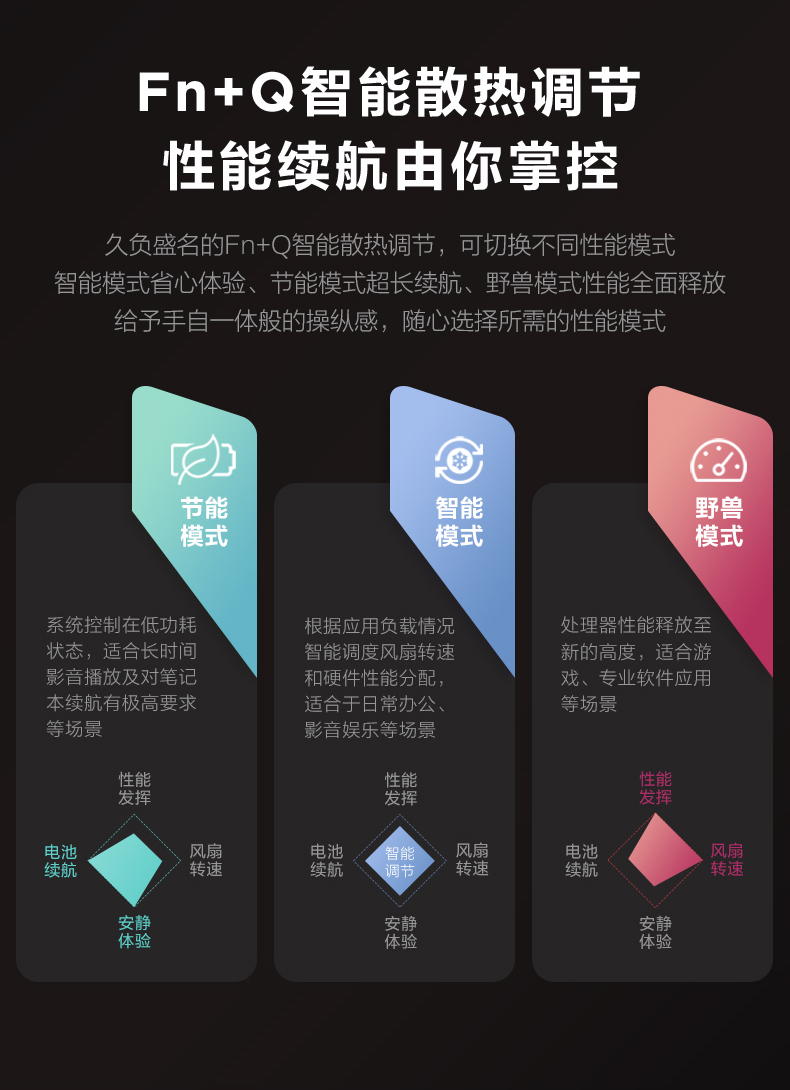 Fn+Q智能散热调节
性能续航由你掌控
久负盛名的Fn+Q智能散热调节，可切换不同性能模式
智能模式省心体验、节能模式超长续航、野兽模式性能全面释放
给予手自一体般的操纵感，随心选择所需的性能模式
节能
模式
系统控制在低功耗
状态，适合长时间
影音播放及对笔记
本续航有极高要求
等场景
性能
发挥
电池
续航
风扇
转速
安静
体验
智能
模式
根据应用负载情况
智能调度风扇转速
和硬件性能分配，
适合于日常办公、
影音娱乐等场景
性能
发挥
电池
续航
智能
调节
风扇
转速
安静
体验
野兽
模式
处理器性能释放至
新的高度，适合游
戏、专业软件应用
等场景
性能
发挥
电池
续航
风扇
转速
安静
体验